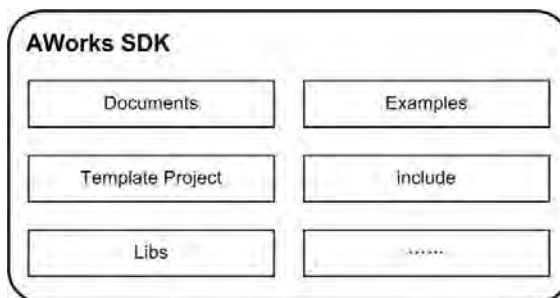 AWorks SDK
Documents
Examples
Template Project
include
Libs
……